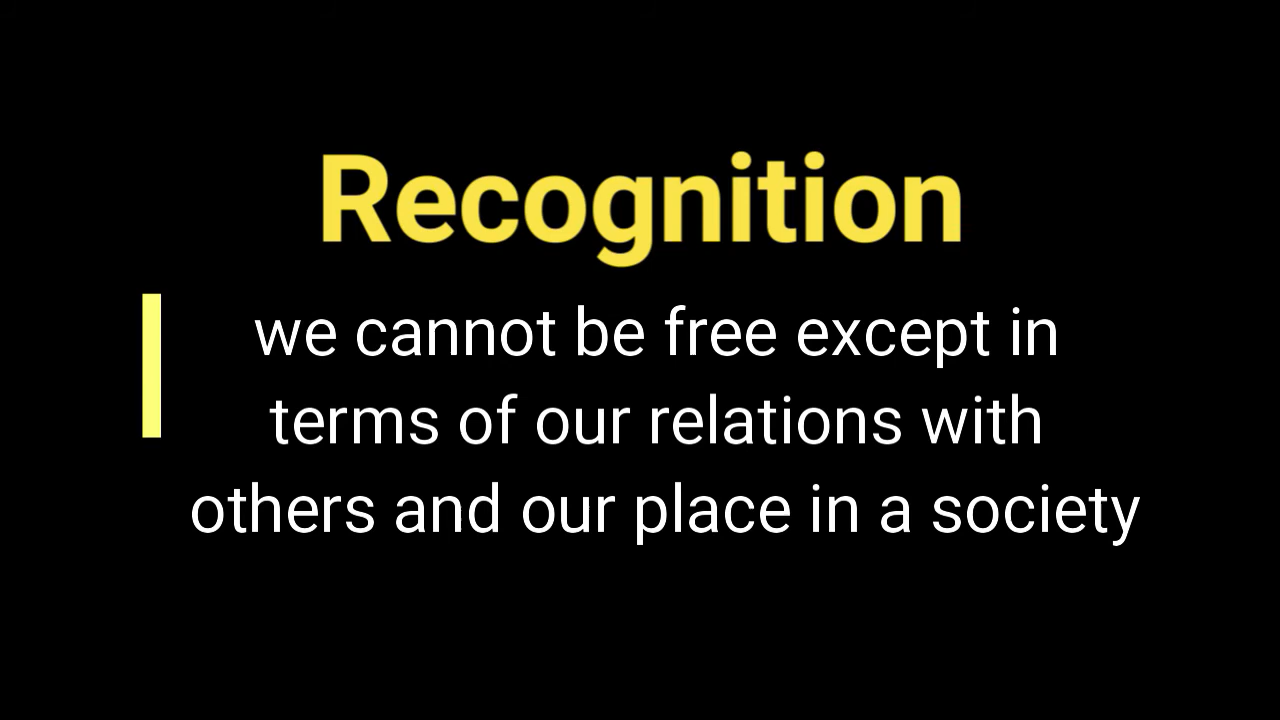 Recognition
we cannot be free except in
terms of our relations with
others and our place in a society